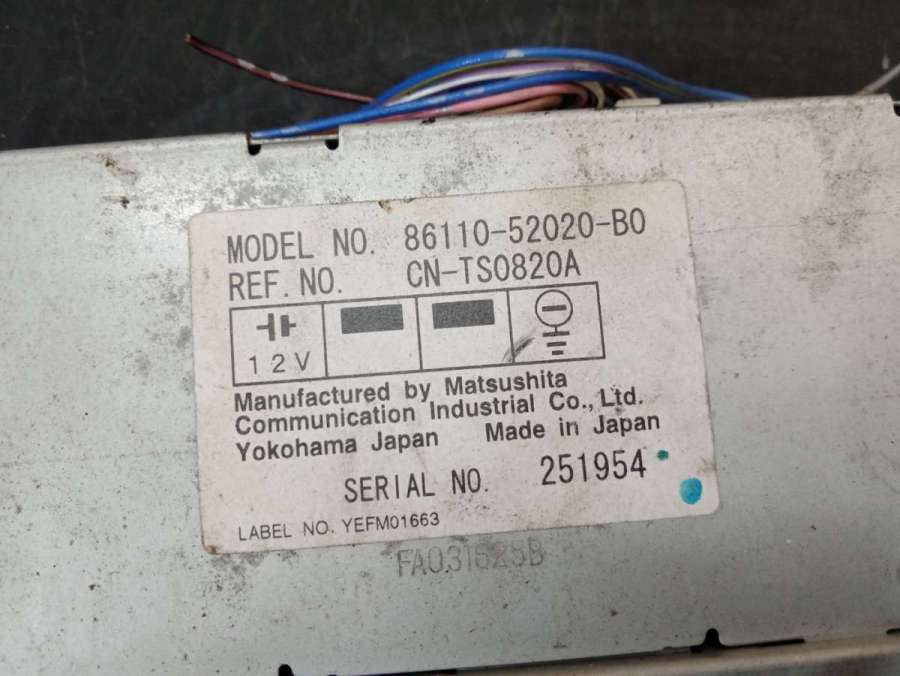 MODEL NO. 86110-52020-B0
REF. NO. CN-TS0820A
12V
Manufactured by Matsushita
Communication Industrial Co., Ltd.
Yokohama Japan Made in Japan
SERIAL NO. 251954
LABEL NO. YEFM01663